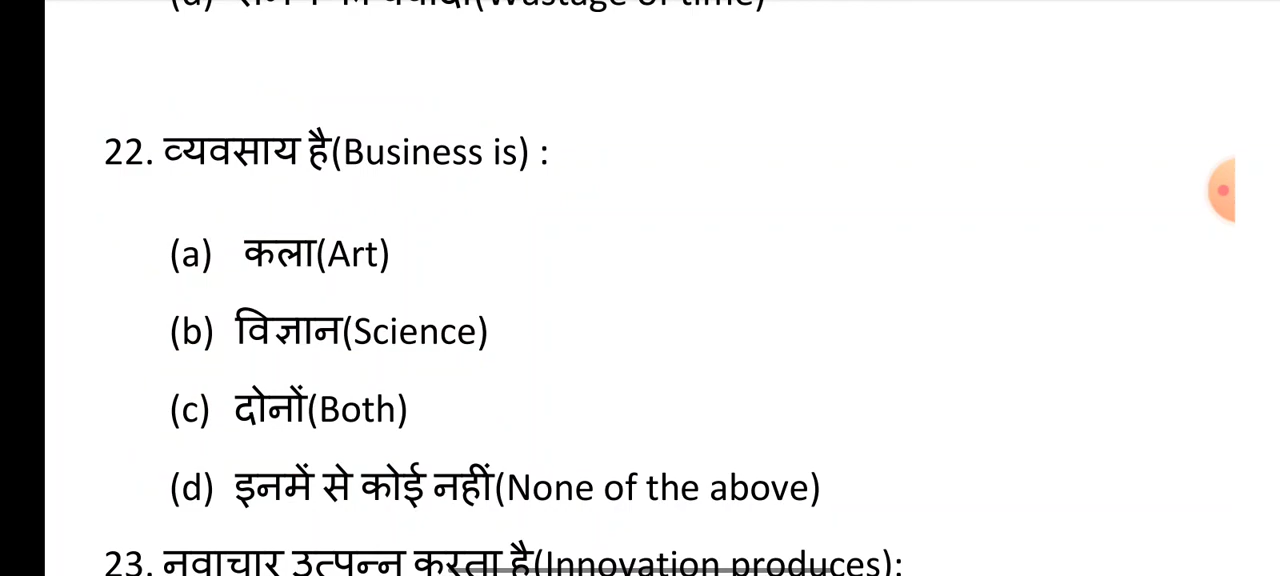 22. व्यवसाय है(Business is) :
(a) कला(Art)
(b) विज्ञान(Science)
(c) दोनों(Both)
(d) इनमें से कोई नहीं(None of the above)
23. नवाचार उत्पन्न करता है(Innovation produces):